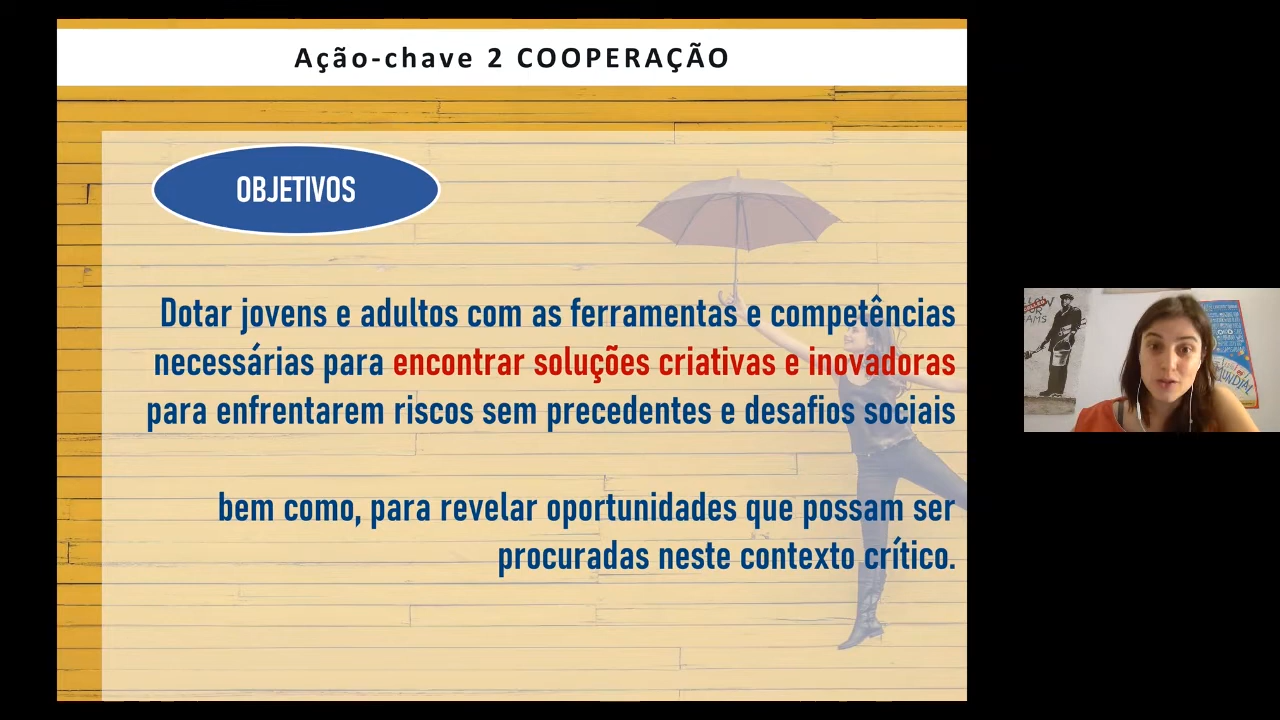 Ação-chave 2 COOPERAÇÃO
OBJETIVOS
Dotar jovens e adultos com as ferramentas e competências
necessárias para encontrar soluções criativas e inovadoras
para enfrentarem riscos sem precedentes e desafios sociais
bem como, para revelar oportunidades que possam ser
procuradas neste contexto crítico.
MUNDIAL